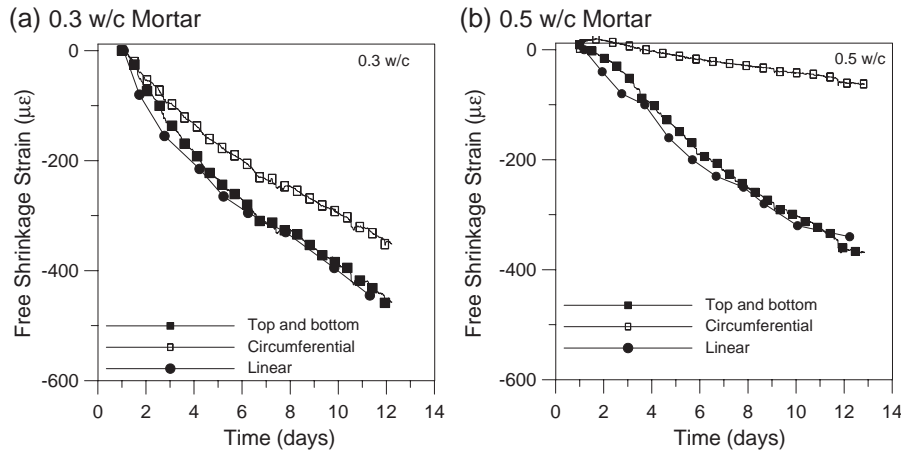 (a) 0.3 w/c Mortar
0.3 w/c
Free Shrinkage Strain (με)
0
-200
-400
-600
Top and bottom
Circumferential
Linear
0 2 4 6 8 10 12 14
Time (days)
(b) 0.5 w/c Mortar
0.5 w/c
Free Shrinkage Strain (με)
0
-200
-400
-600
Top and bottom
Circumferential
Linear
0 2 4 6 8 10 12 14
Time (days)